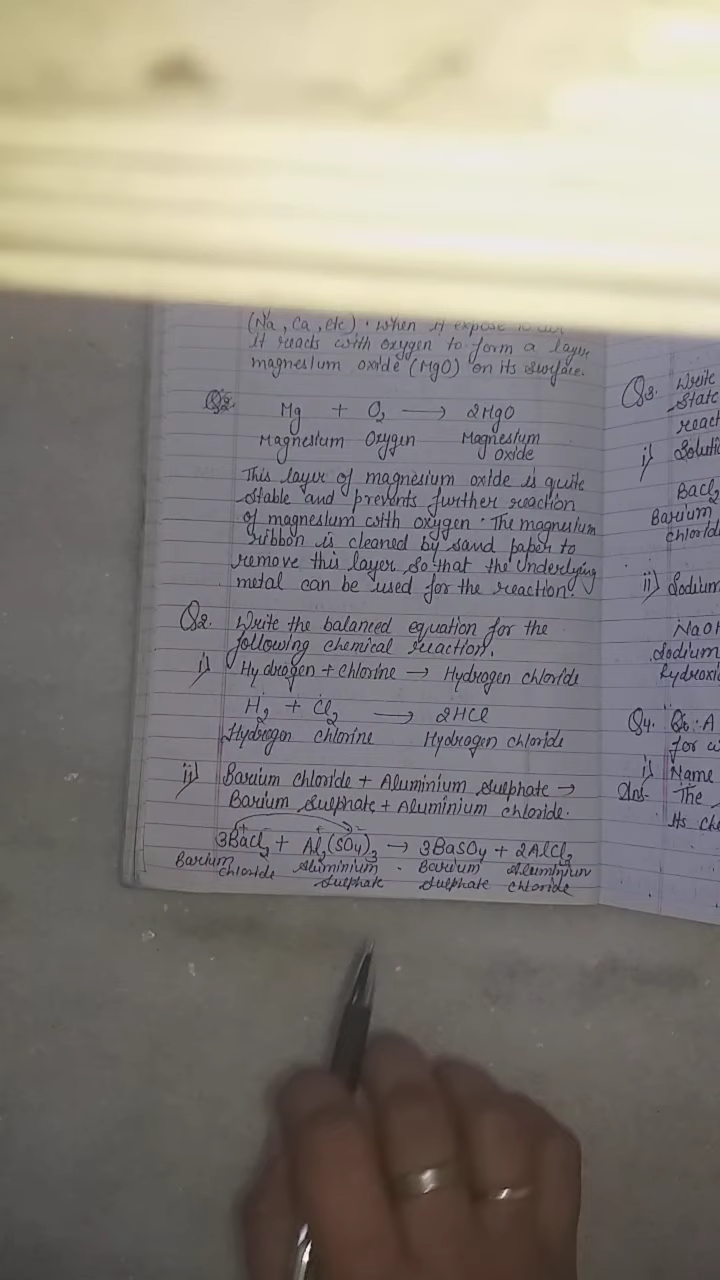 (Na, Ca, etc). when it expose to air
it reacts with oxygen to form a layer
magnesium oxide (MgO) on its surface.
Mg + O₂ → 2MgO
Magnesium Oxygen Magnesium
oxide
This layer of magnesium oxide is quite
stable and prevents further reaction
of magnesium with oxygen. The magnesium
ribbon is cleaned by sand paper to
remove this layer, so that the underlying
metal can be used for the reaction.
Q2. Write the balanced equation for the
following chemical reaction.
i) Hydrogen + chlorine → Hydrogen chloride
H₂ + Cl₂ → 2HCl
Hydrogen chlorine Hydrogen chloride
ii) Barium chloride + Aluminium sulphate →
Barium sulphate + Aluminium chloride.
3BaCl₂ + Al₂(SO₄)₃ → 3BaSO₄ + 2AlCl₃
Barium Aluminium Barium Aluminium
chloride sulphate sulphate chloride
Q3. Write
State
react
i) Soluti
BaCl₂
Barium
chlorid
ii) Sodium
NaOH
Sodium
hydroxi
Q4. A
for w
i) Name
Ans- The
Its che